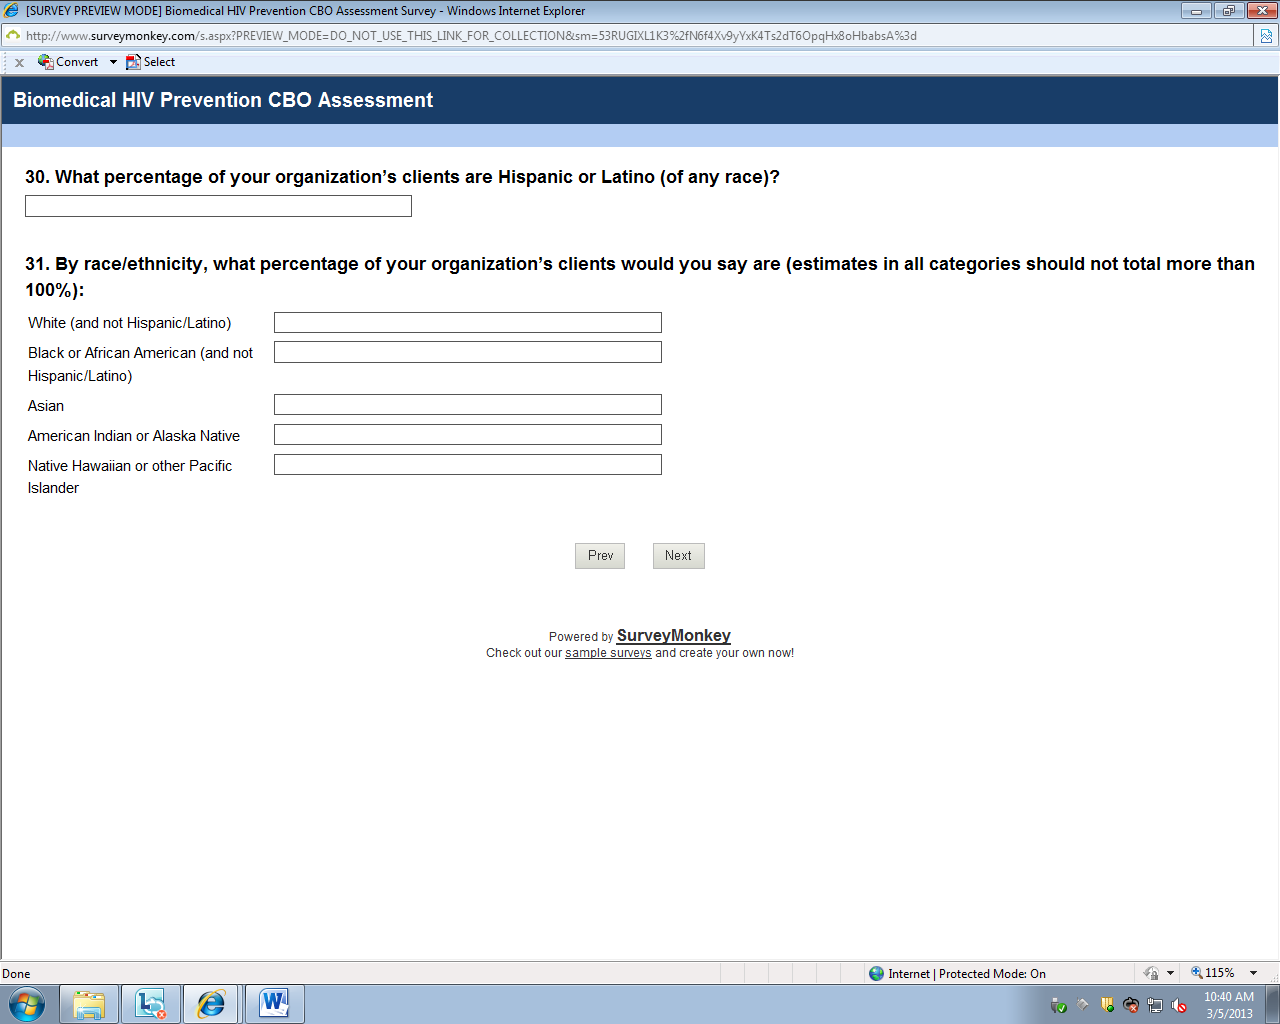 [SURVEY PREVIEW MODE] Biomedical HIV Prevention CBO Assessment Survey - Windows Internet Explorer
http://www.surveymonkey.com/s.aspx?PREVIEW_MODE=DO_NOT_USE_THIS_LINK_FOR_COLLECTION&sm=53RUGIXL1K3%2fN6f4Xv9yYxK4Ts2dT6OpqHx8oHbabsA%3d
x Convert Select
Biomedical HIV Prevention CBO Assessment
30. What percentage of your organization’s clients are Hispanic or Latino (of any race)?
31. By race/ethnicity, what percentage of your organization’s clients would you say are (estimates in all categories should not total more than
100%):
White (and not Hispanic/Latino)
Black or African American (and not
Hispanic/Latino)
Asian
American Indian or Alaska Native
Native Hawaiian or other Pacific
Islander
Prev Next
Powered by SurveyMonkey
Check out our sample surveys and create your own now!
Done Internet | Protected Mode: On 115%
10:40 AM
3/5/2013